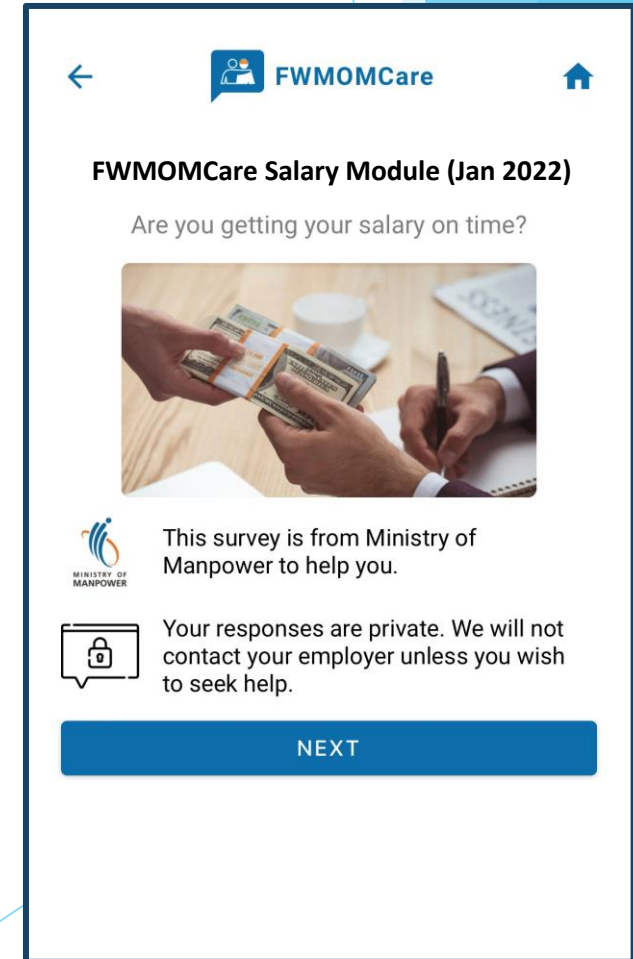 FWMOMCare
FWMOMCare Salary Module (Jan 2022)
Are you getting your salary on time?
MINISTRY OF
MANPOWER
This survey is from Ministry of
Manpower to help you.
Your responses are private. We will not
contact your employer unless you wish
to seek help.
NEXT